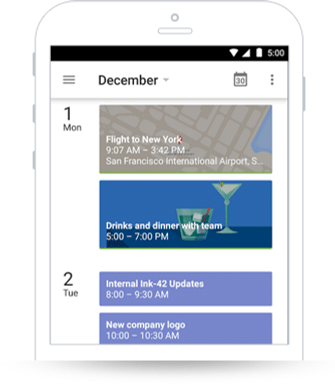 5:00
December
30
1
Mon
Flight to New York
9:07 AM – 3:42 PM
San Francisco International Airport, S...
Drinks and dinner with team
5:00 – 7:00 PM
2
Tue
Internal Ink-42 Updates
8:00 – 9:30 AM
New company logo
10:00 – 10:30 AM